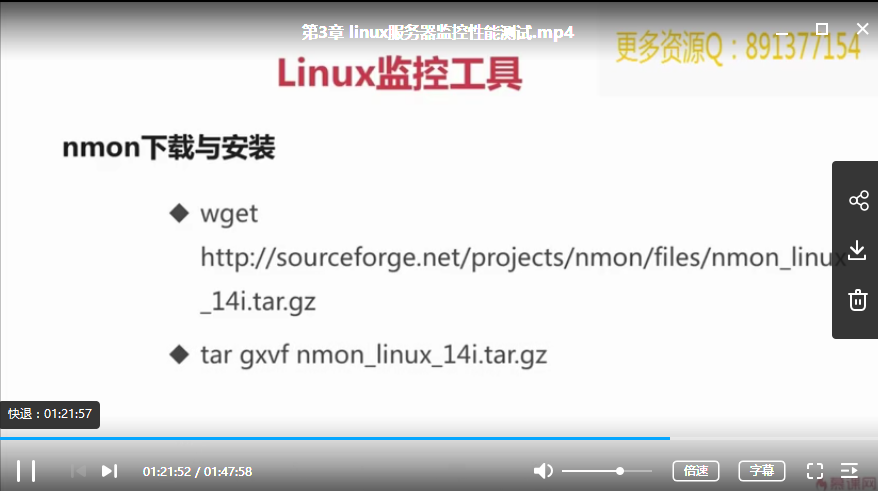 第3章 linux服务器监控性能测试.mp4
更多资源Q：891377154
Linux监控工具
nmon下载与安装
◆ wget
http://sourceforge.net/projects/nmon/files/nmon_linux
_14i.tar.gz
◆ tar gxvf nmon_linux_14i.tar.gz
快退：01:21:57
01:21:52 / 01:47:58
倍速
字幕
慕课网